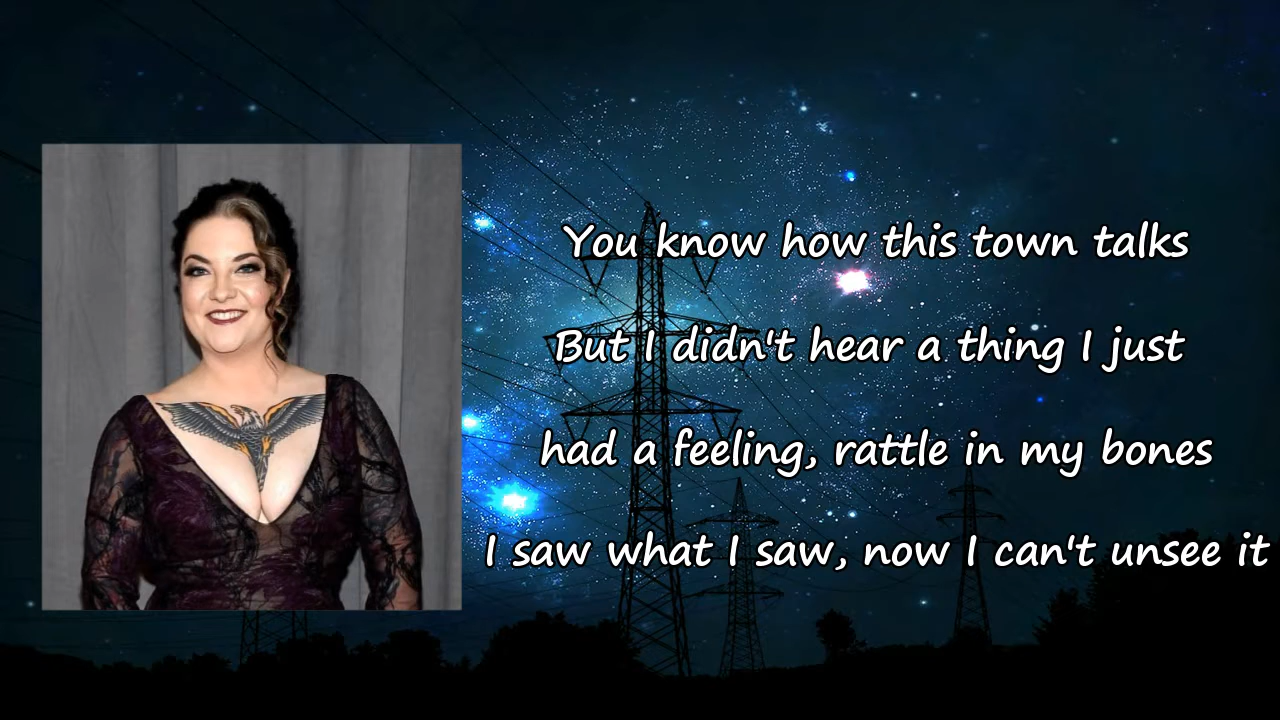 You know how this town talks
But I didn't hear a thing I just
had a feeling, rattle in my bones
I saw what I saw, now I can't unsee it